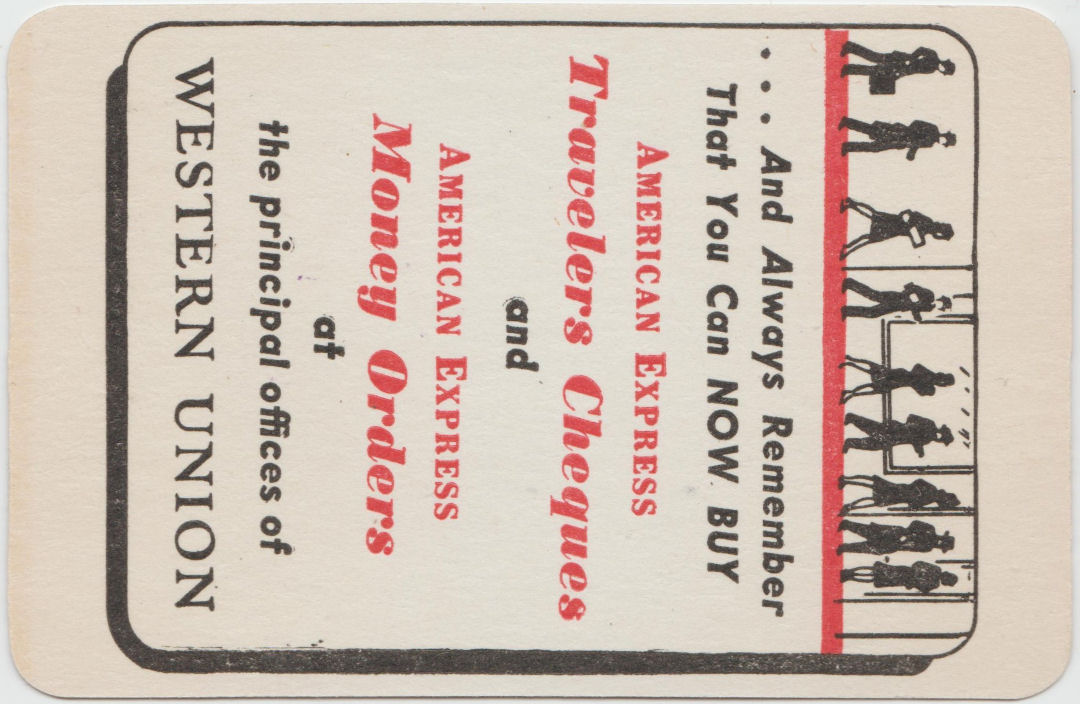 . . . And Always Remember
That You Can NOW BUY
AMERICAN EXPRESS
Travelers Cheques
and
AMERICAN EXPRESS
Money Orders
at
the principal offices of
WESTERN UNION